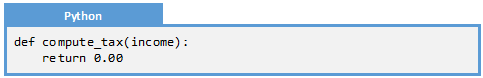 Python
def compute_tax(income):
    return 0.00